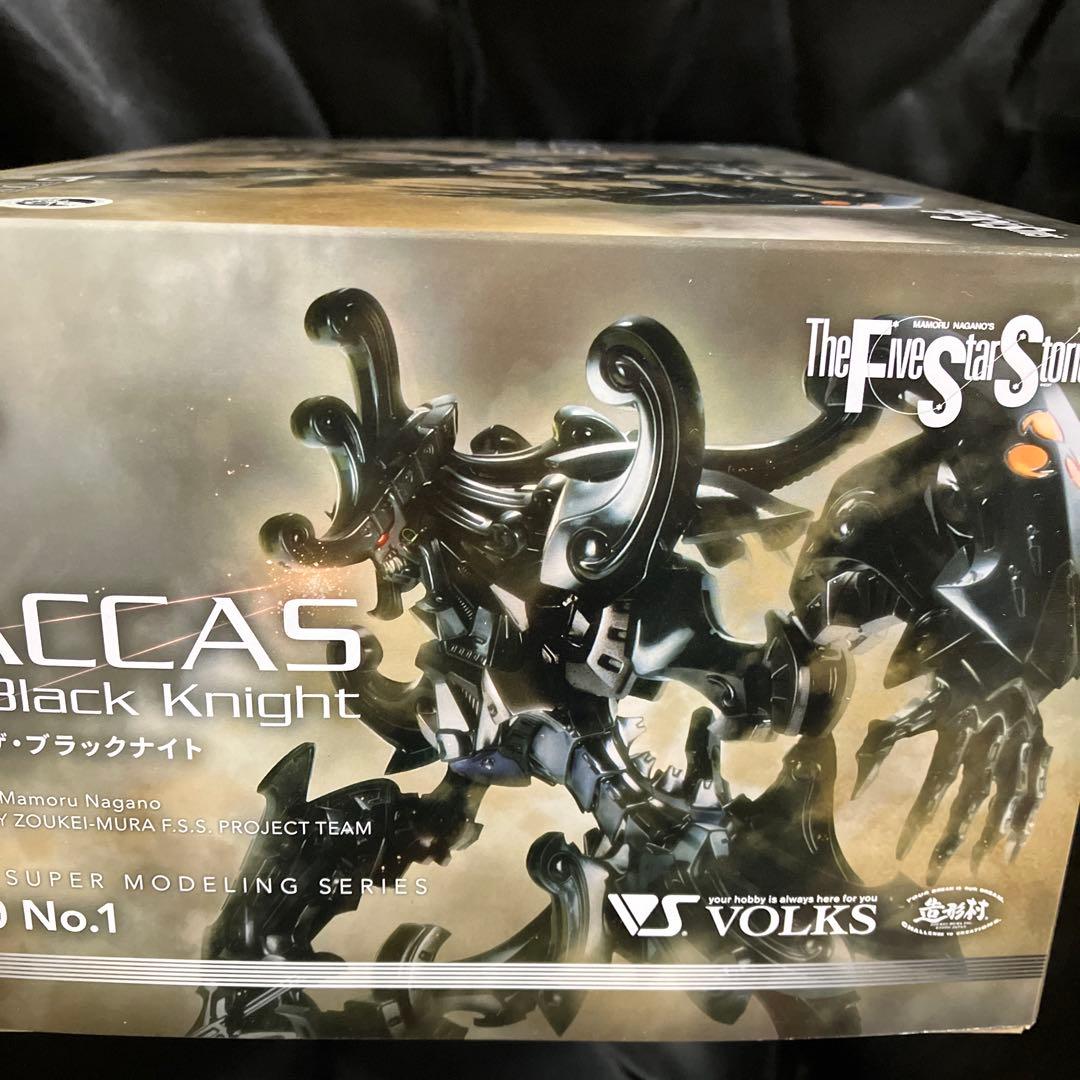 MAMORU NAGANO'S
The Five Star Stor
ACCAS
Black Knight
ザ・ブラックナイト
Mamoru Nagano
Y ZOUKEI-MURA F.S.S. PROJECT TEAM
SUPER MODELING SERIES
No.1
VS. your hobby is always here for you
VOLKS
造形村